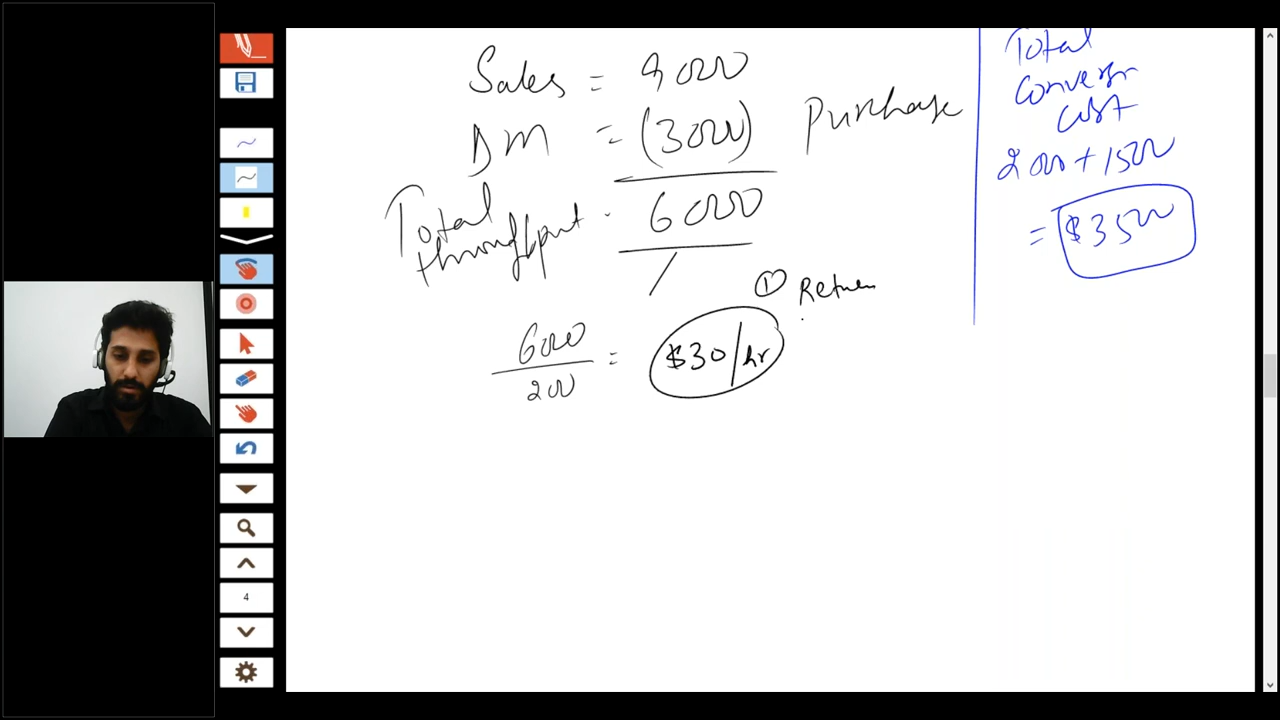 Sales = 9000
DM = (3000) Purchase
Total throughput . 6000
① Return
6000 / 200 = $30/hr
Total
conversn
cost
2000 + 1500
= $3500
4